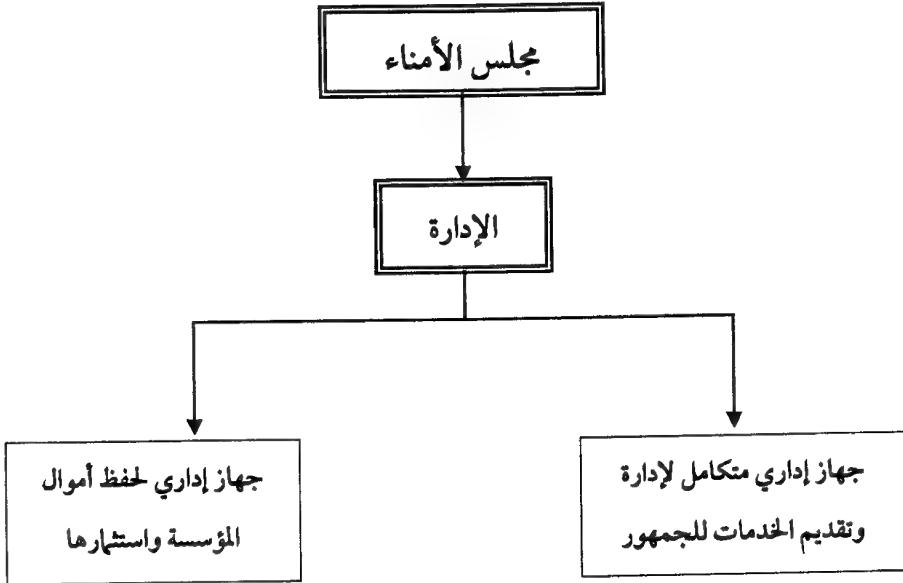 مجلس الأمناء
الإدارة
جهاز إداري متكامل لإدارة
وتقديم الخدمات للجمهور
جهاز إداري لحفظ أموال
المؤسسة واستثمارها